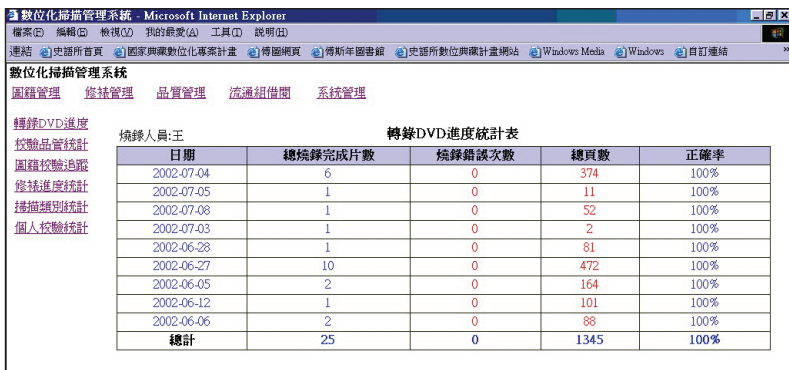 數位化掃描管理系統 - Microsoft Internet Explorer
檔案(F) 編輯(E) 檢視(V) 我的最愛(A) 工具(T) 說明(H)
連結 史語所首頁 國家典藏數位化專案計畫 傅圖網頁 傅斯年圖書館 史語所數位典藏計畫網站 Windows Media Windows 自訂連結 »
數位化掃描管理系統
圖籍管理 修裱管理 品質管理 流通組借閱 系統管理
轉錄DVD進度
校驗品管統計
圖籍校驗追蹤
修裱進度統計
掃描類別統計
個人校驗統計
燒錄人員:王 轉錄DVD進度統計表
日期 總燒錄完成片數 燒錄錯誤次數 總頁數 正確率
2002-07-04 6 0 374 100%
2002-07-05 1 0 11 100%
2002-07-08 1 0 52 100%
2002-07-03 1 0 2 100%
2002-06-28 1 0 81 100%
2002-06-27 10 0 472 100%
2002-06-05 2 0 164 100%
2002-06-12 1 0 101 100%
2002-06-06 2 0 88 100%
總計 25 0 1345 100%